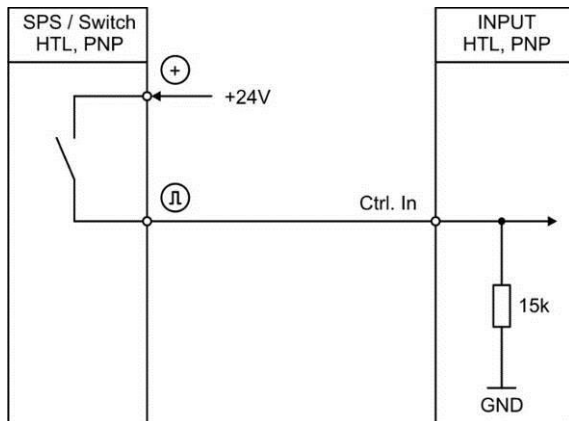 SPS / Switch
HTL, PNP
INPUT
HTL, PNP
+
+24V
Ctrl. In
15k
GND